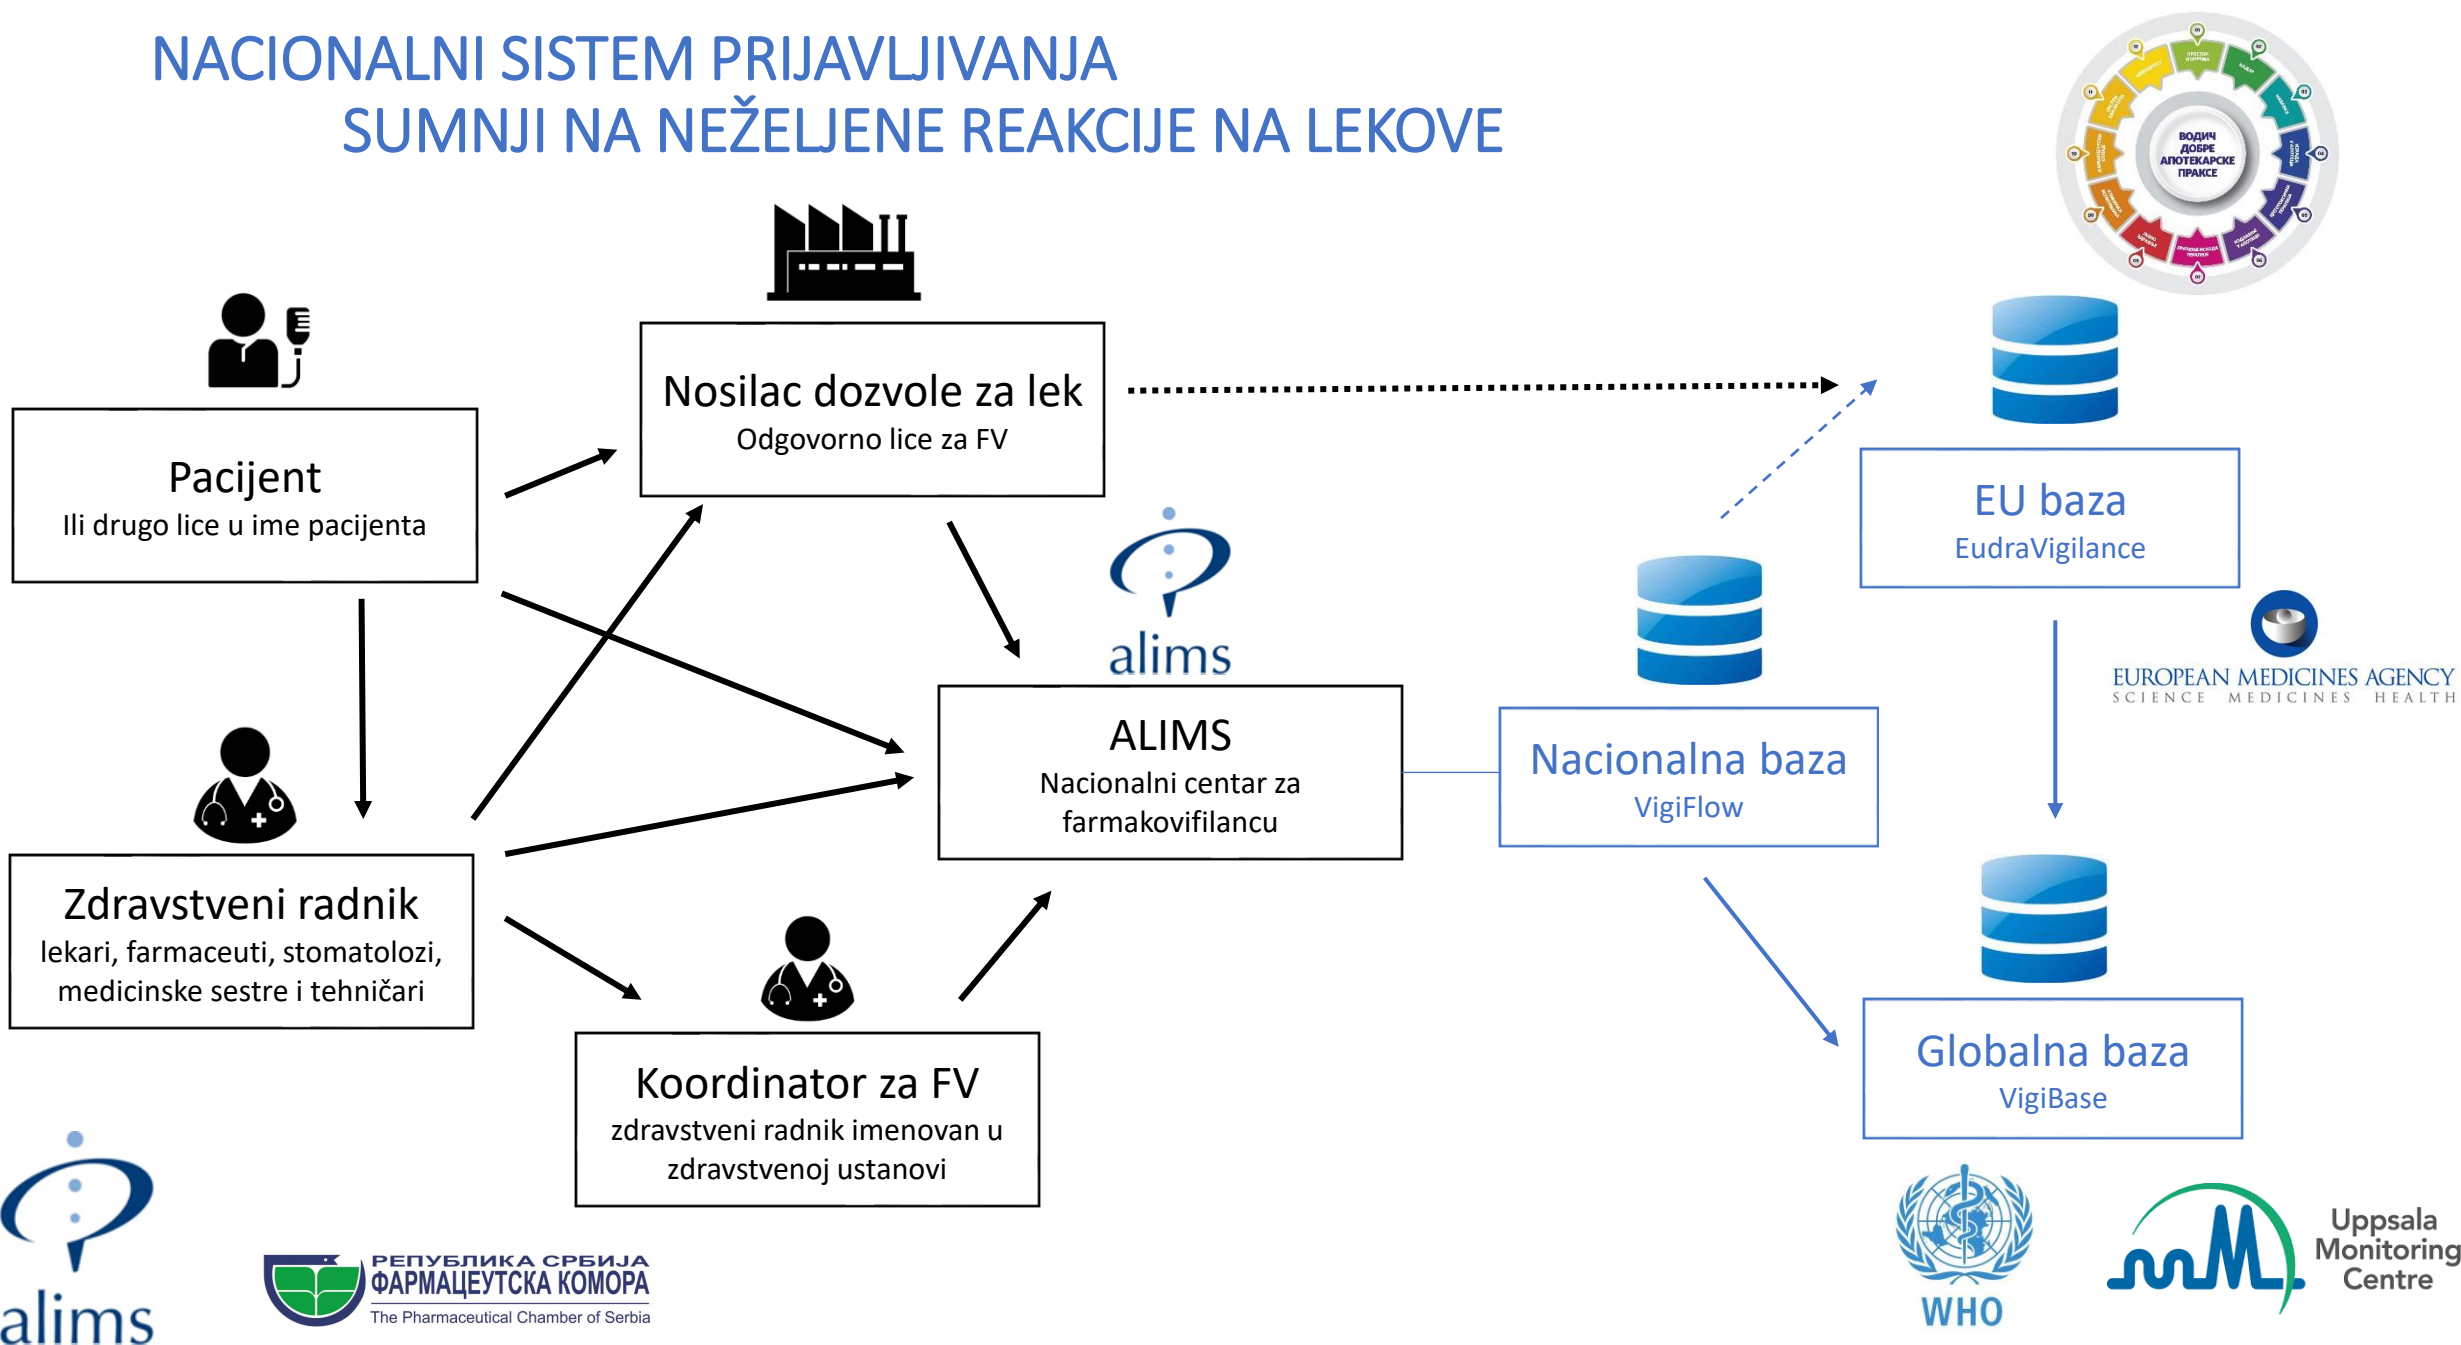 NACIONALNI SISTEM PRIJAVLJIVANJA
SUMNJI NA NEŽELJENE REAKCIJE NA LEKOVE
ВОДИЧ
ДОБРЕ
АПОТЕКАРСКЕ
ПРАКСЕ
Nosilac dozvole za lek
Odgovorno lice za FV
Pacijent
Ili drugo lice u ime pacijenta
EU baza
EudraVigilance
alims
EUROPEAN MEDICINES AGENCY
SCIENCE MEDICINES HEALTH
ALIMS
Nacionalni centar za
farmakovifilancu
Nacionalna baza
VigiFlow
Zdravstveni radnik
lekari, farmaceuti, stomatolozi,
medicinske sestre i tehničari
Koordinator za FV
zdravstveni radnik imenovan u
zdravstvenoj ustanovi
Globalna baza
VigiBase
alims
РЕПУБЛИКА СРБИЈА
ФАРМАЦЕУТСКА КОМОРА
The Pharmaceutical Chamber of Serbia
WHO
Uppsala
Monitoring
Centre